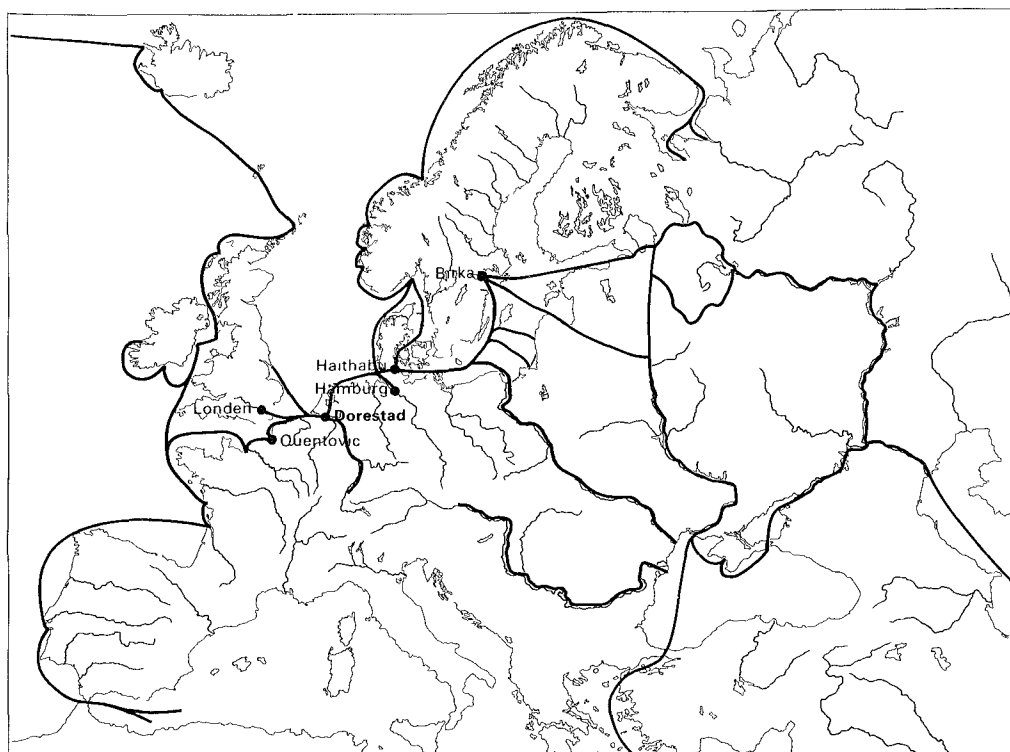 Birka
Haithabu
Hamburg
Londen
Dorestad
Quentovic